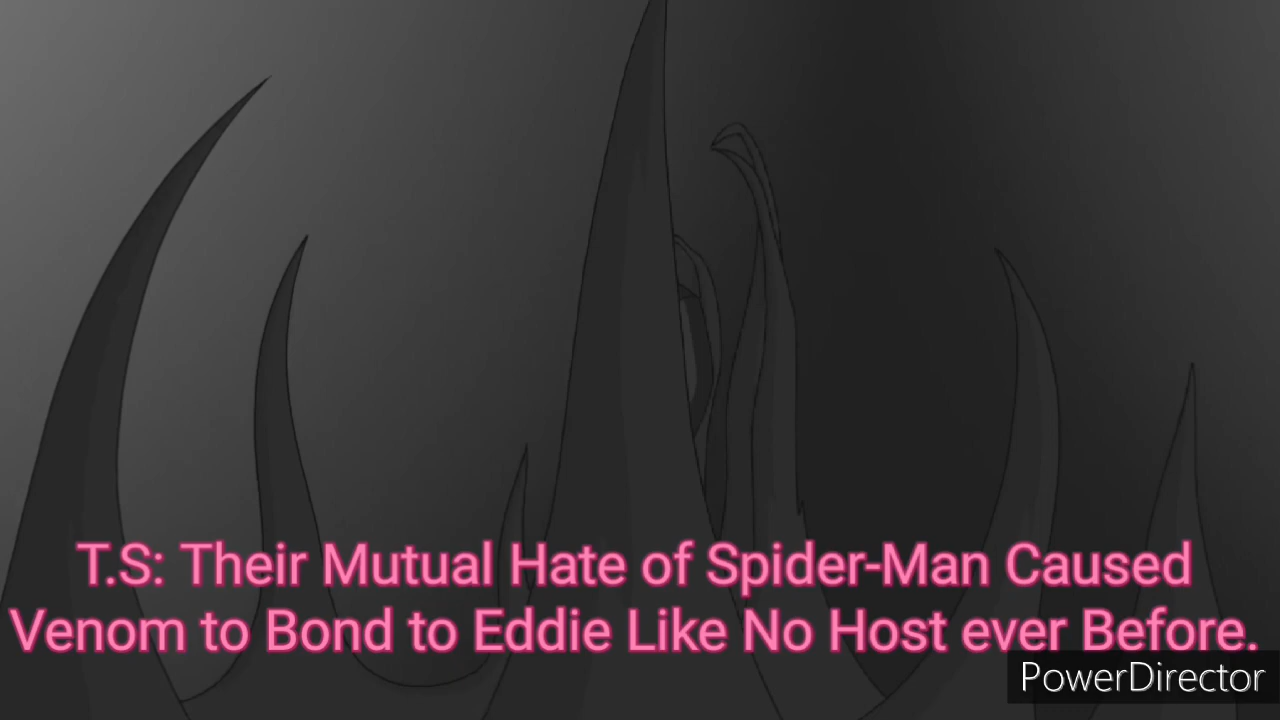 T.S: Their Mutual Hate of Spider-Man Caused
Venom to Bond to Eddie Like No Host ever Before.
PowerDirector